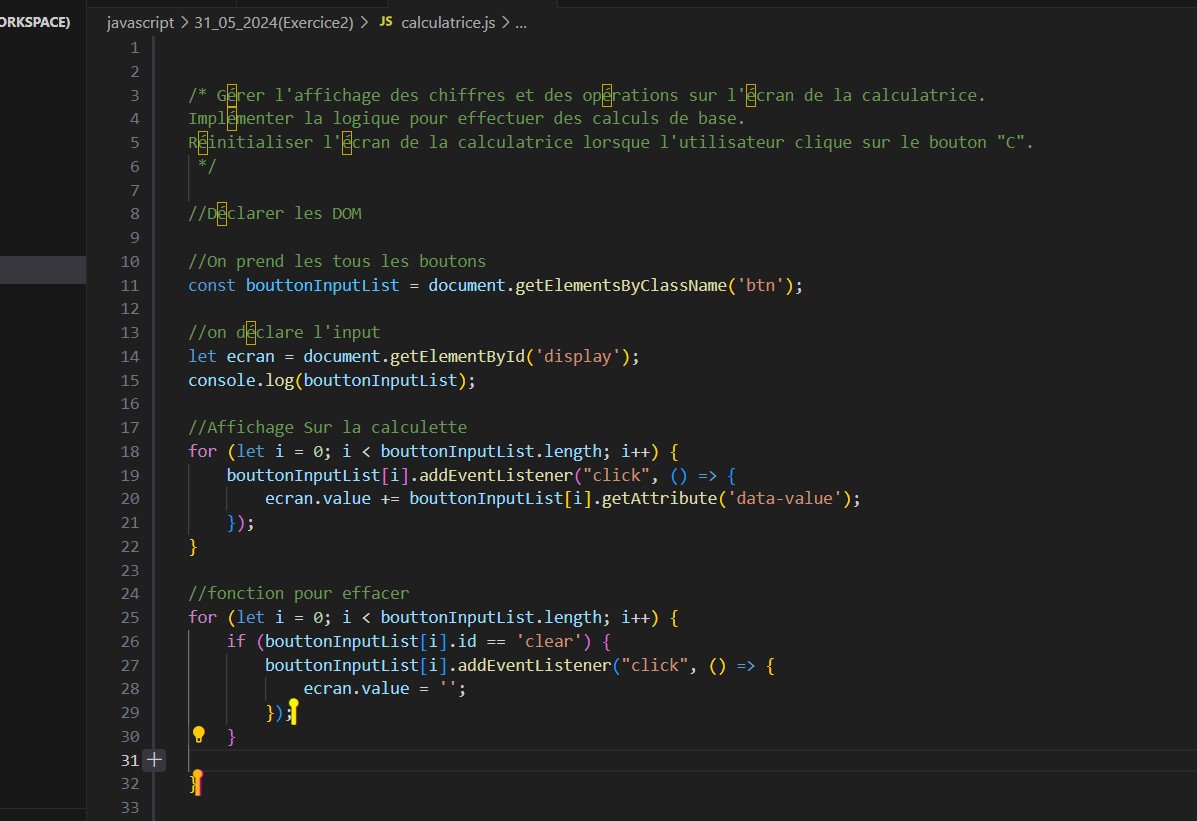 ORKSPACE)
javascript > 31_05_2024(Exercice2) > JS calculatrice.js > ...
1
2
3 /* Gérer l'affichage des chiffres et des opérations sur l'écran de la calculatrice.
4 Implémenter la logique pour effectuer des calculs de base.
5 Réinitialiser l'écran de la calculatrice lorsque l'utilisateur clique sur le bouton "C".
6  */
7
8 //Déclarer les DOM
9
10 //On prend les tous les boutons
11 const bouttonInputList = document.getElementsByClassName('btn');
12
13 //on déclare l'input
14 let ecran = document.getElementById('display');
15 console.log(bouttonInputList);
16
17 //Affichage Sur la calculette
18 for (let i = 0; i < bouttonInputList.length; i++) {
19     bouttonInputList[i].addEventListener("click", () => {
20         ecran.value += bouttonInputList[i].getAttribute('data-value');
21     });
22 }
23
24 //fonction pour effacer
25 for (let i = 0; i < bouttonInputList.length; i++) {
26     if (bouttonInputList[i].id == 'clear') {
27         bouttonInputList[i].addEventListener("click", () => {
28             ecran.value = '';
29         });
30     }
31
32 }
33